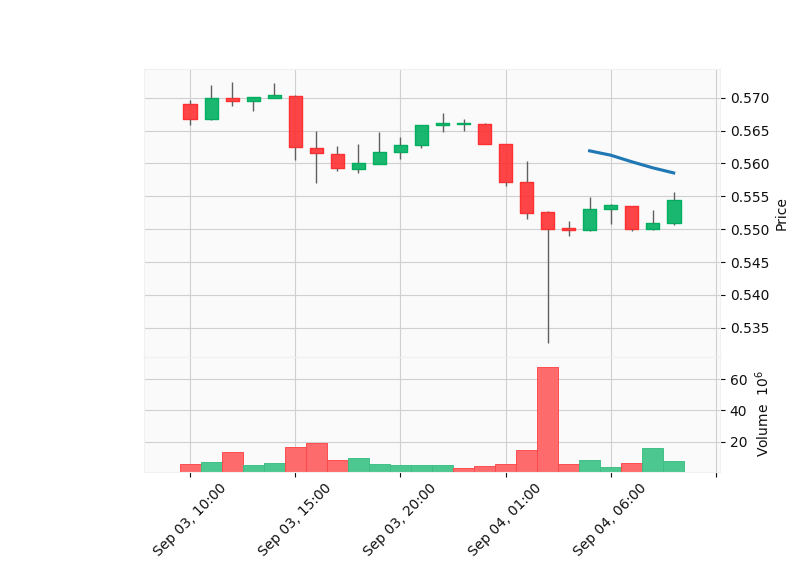 0.570
0.565
0.560
0.555
0.550
0.545
0.540
0.535
Price
60
40
20
Volume 10^6
Sep 03, 10:00
Sep 03, 15:00
Sep 03, 20:00
Sep 04, 01:00
Sep 04, 06:00